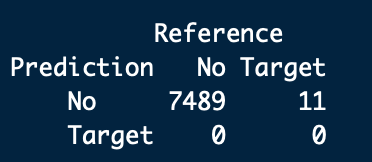 Reference
Prediction No Target
No 7489 11
Target 0 0